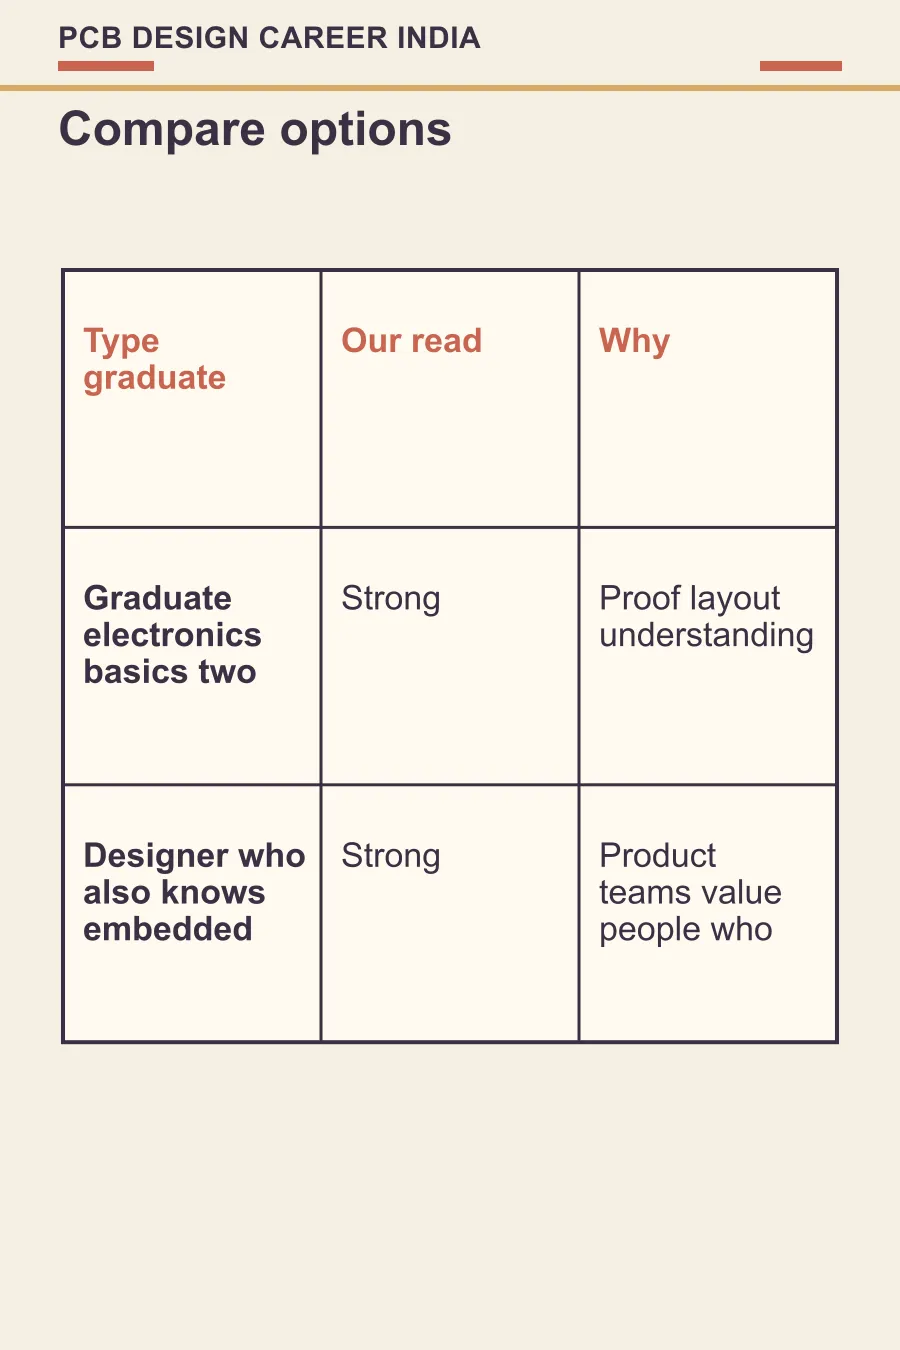 PCB DESIGN CAREER INDIA
Compare options
Type
graduate
Our read
Why
Graduate
electronics
basics two
Strong
Proof layout
understanding
Designer who
also knows
embedded
Strong
Product
teams value
people who